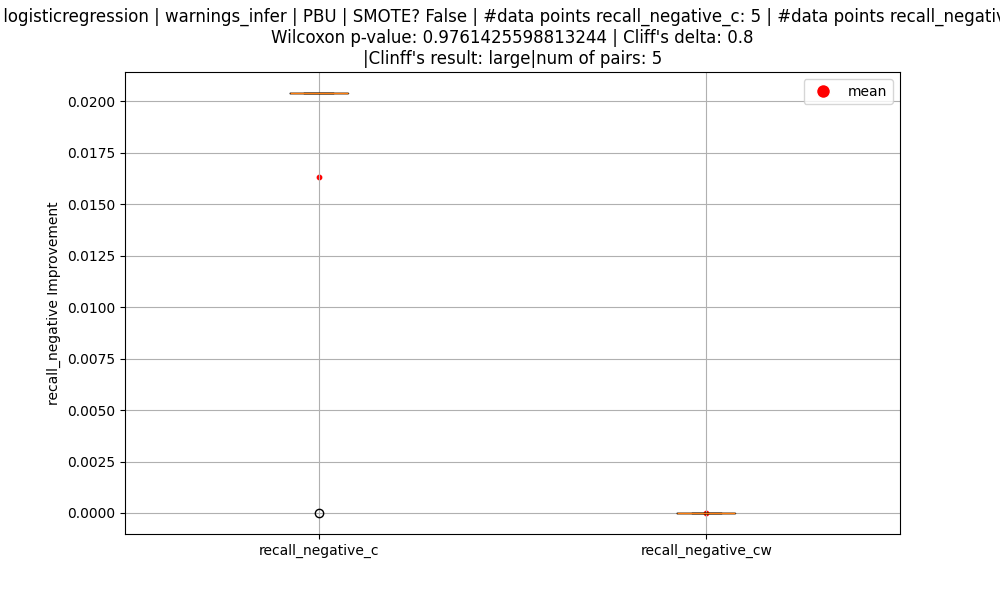 logisticregression | warnings_infer | PBU | SMOTE? False | #data points recall_negative_c: 5 | #data points
Wilcoxon p-value: 0.9761425598813244 | Cliff's delta: 0.8
|Clinff's result: large|num of pairs: 5
mean
0.0200
0.0175
0.0150
0.0125
0.0100
0.0075
0.0050
0.0025
0.0000
recall_negative Improvement
recall_negative_c
recall_negative_cw